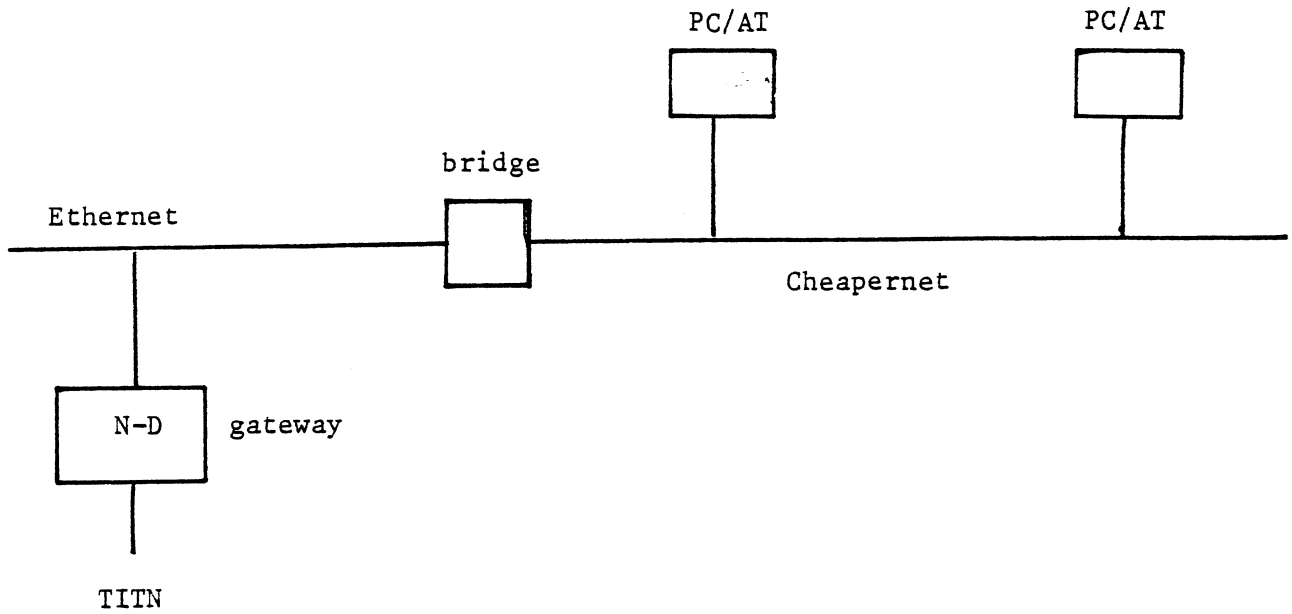 PC/AT
PC/AT
bridge
Ethernet
Cheapernet
N-D
gateway
TITN